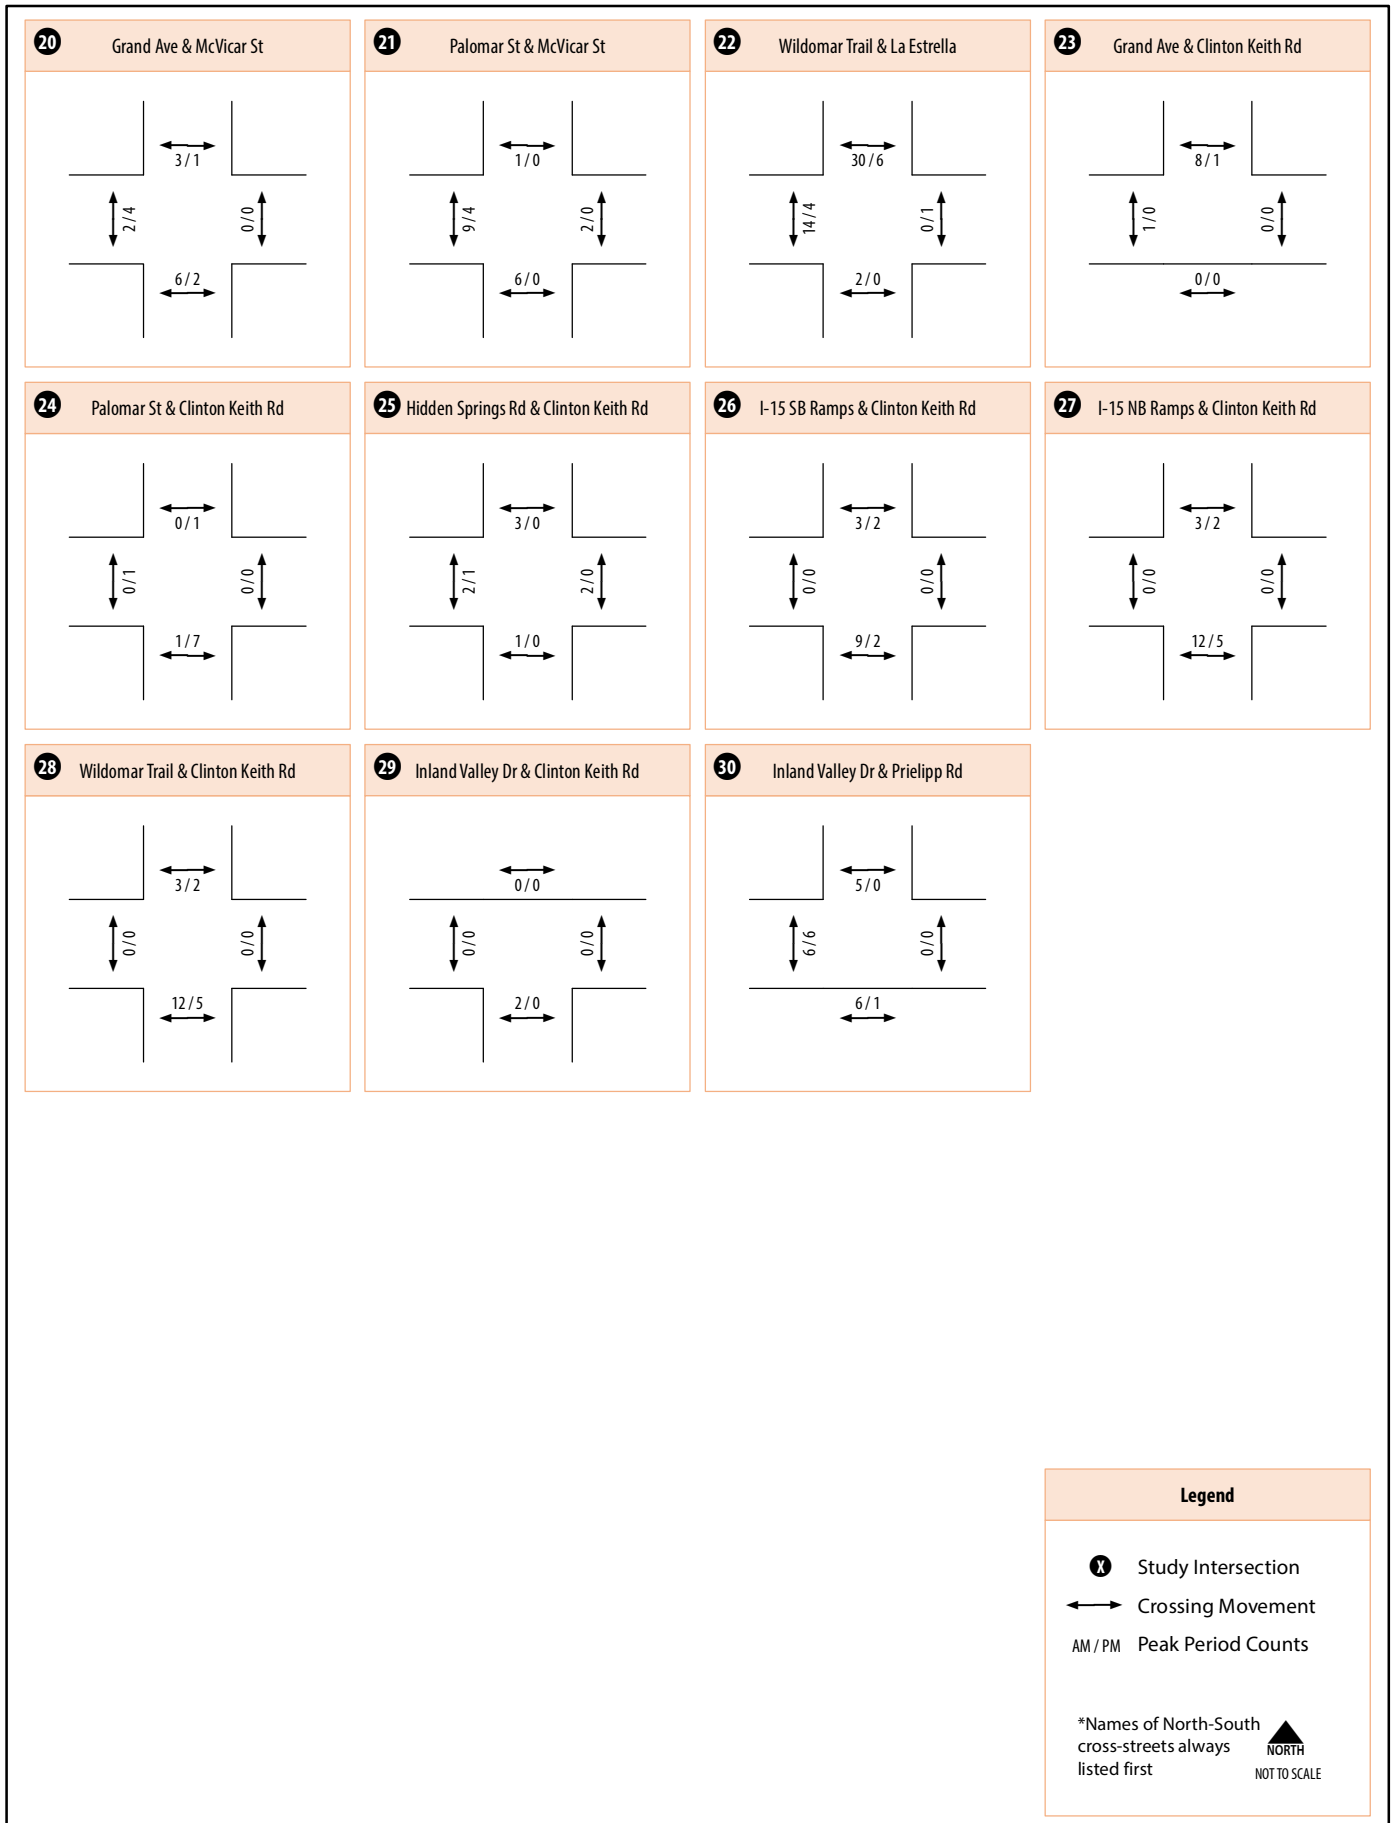 20 Grand Ave & McVicar St
3 / 1
2 / 4
0 / 0
6 / 2
21 Palomar St & McVicar St
1 / 0
9 / 4
2 / 0
6 / 0
22 Wildomar Trail & La Estrella
30 / 6
14 / 4
0 / 1
2 / 0
23 Grand Ave & Clinton Keith Rd
8 / 1
1 / 0
0 / 0
0 / 0
24 Palomar St & Clinton Keith Rd
0 / 1
0 / 1
0 / 0
1 / 7
25 Hidden Springs Rd & Clinton Keith Rd
3 / 0
2 / 1
2 / 0
1 / 0
26 I-15 SB Ramps & Clinton Keith Rd
3 / 2
0 / 0
0 / 0
9 / 2
27 I-15 NB Ramps & Clinton Keith Rd
3 / 2
0 / 0
0 / 0
12 / 5
28 Wildomar Trail & Clinton Keith Rd
3 / 2
0 / 0
0 / 0
12 / 5
29 Inland Valley Dr & Clinton Keith Rd
0 / 0
0 / 0
0 / 0
2 / 0
30 Inland Valley Dr & Prielipp Rd
5 / 0
6 / 6
0 / 0
6 / 1
Legend
X Study Intersection
Crossing Movement
AM / PM Peak Period Counts
*Names of North-South
cross-streets always
listed first
NORTH
NOT TO SCALE